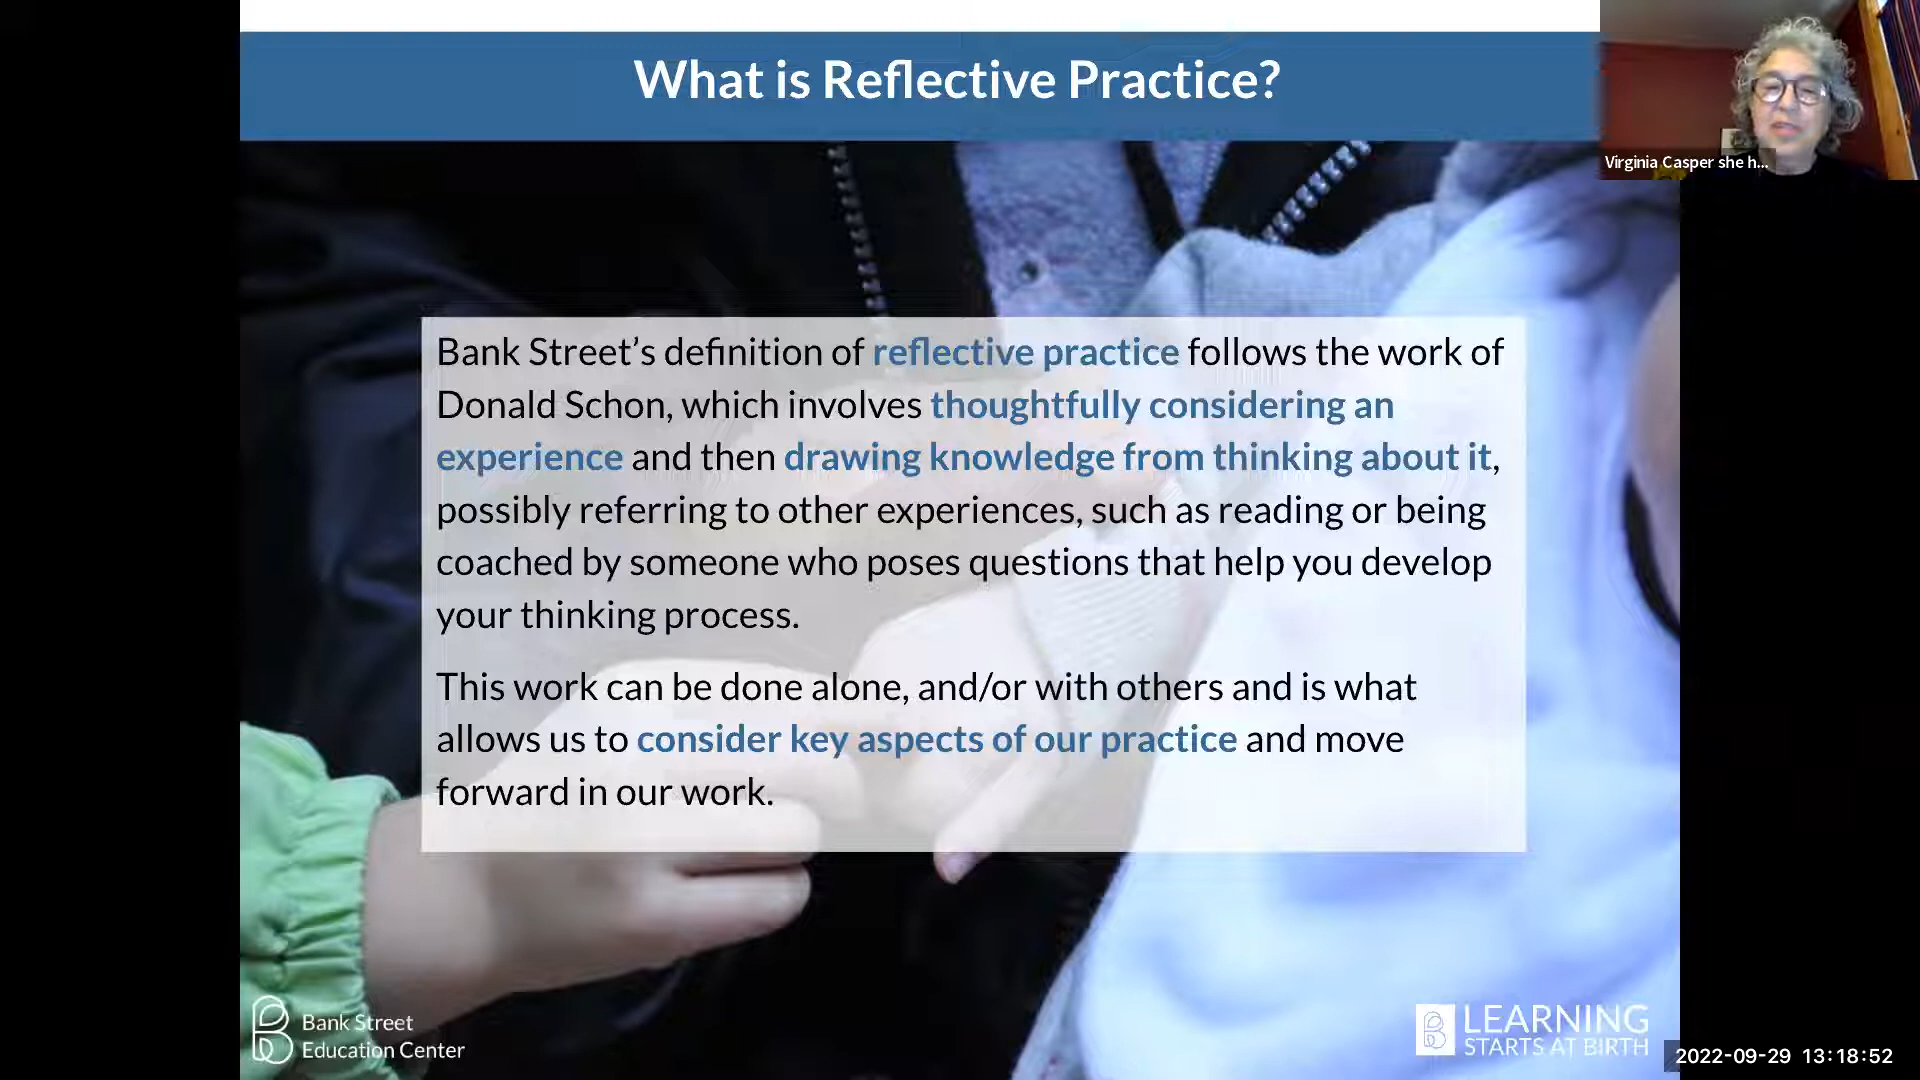 What is Reflective Practice?
Virginia Casper she h...
Bank Street’s definition of reflective practice follows the work of
Donald Schon, which involves thoughtfully considering an
experience and then drawing knowledge from thinking about it,
possibly referring to other experiences, such as reading or being
coached by someone who poses questions that help you develop
your thinking process.
This work can be done alone, and/or with others and is what
allows us to consider key aspects of our practice and move
forward in our work.
Bank Street
Education Center
LEARNING
STARTS AT BIRTH
2022-09-29 13:18:52